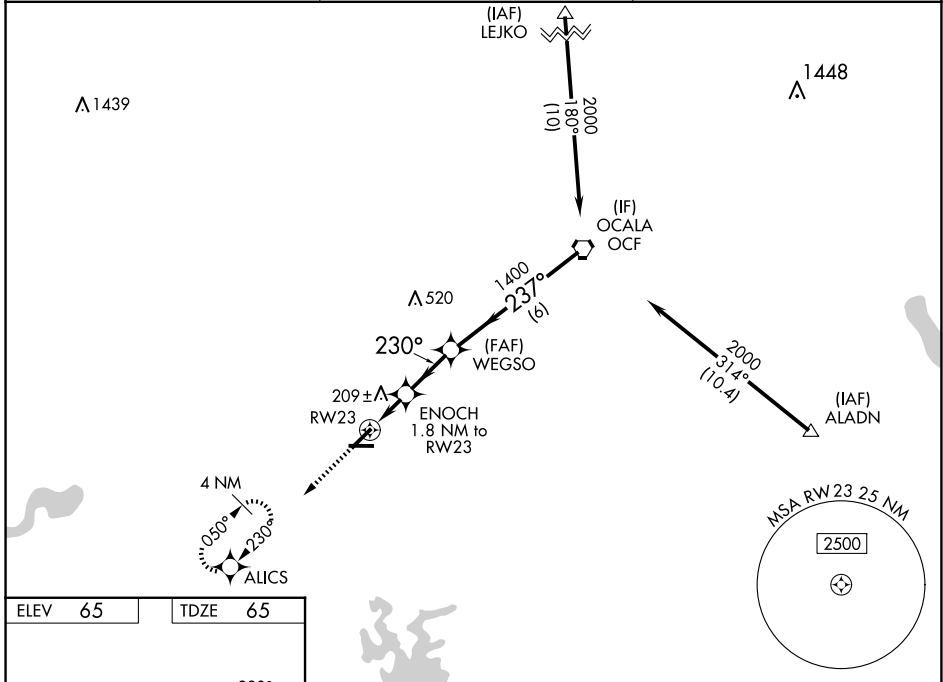 (IAF)
LEJKO
1439
1448
2000
180°
(10)
(IF)
OCALA
OCF
1400
237°
(6)
520
230°
(FAF)
WEGSO
209±
RW23
ENOCH
1.8 NM to
RW23
2000
314°
(10.4)
(IAF)
ALADN
4 NM
050°
230°
ALICS
MSA RW 23 25 NM
2500
ELEV 65
TDZE 65